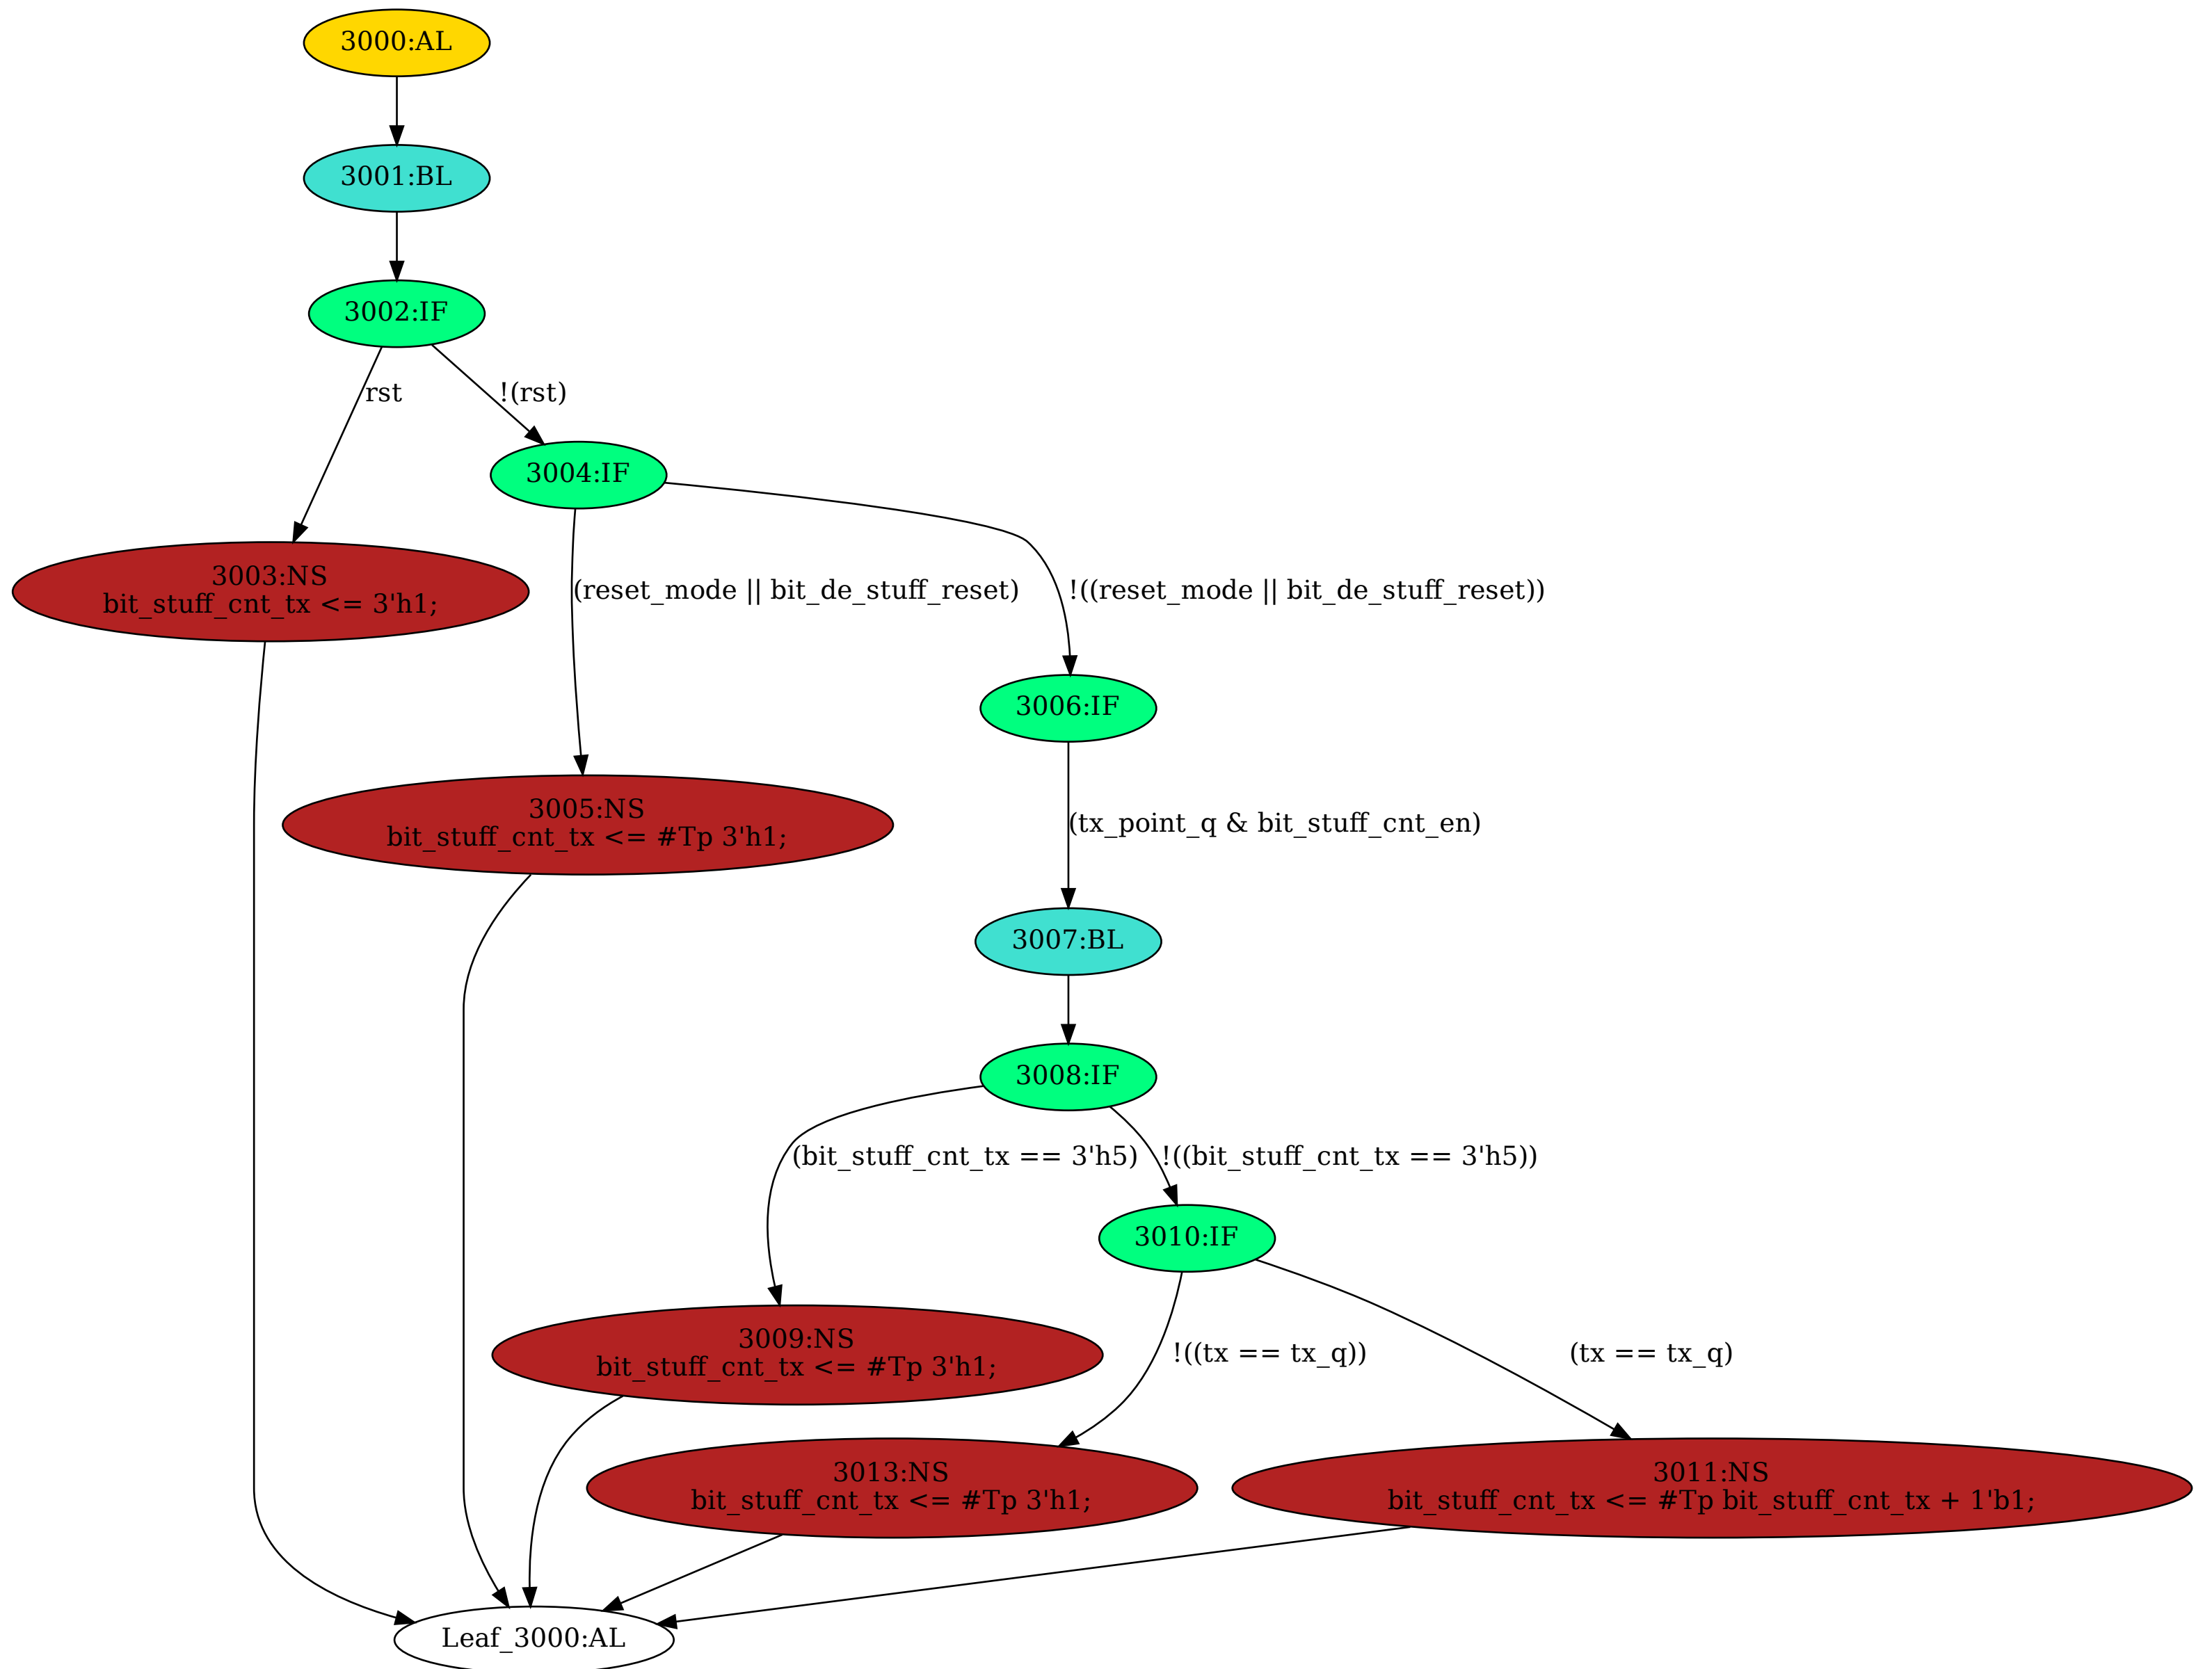 3000:AL
3001:BL
3002:IF
rst
!(rst)
3004:IF
3003:NS
bit_stuff_cnt_tx <= 3'h1;
(reset_mode || bit_de_stuff_reset)
!((reset_mode || bit_de_stuff_reset))
3006:IF
3005:NS
bit_stuff_cnt_tx <= #Tp 3'h1;
(tx_point_q & bit_stuff_cnt_en)
3007:BL
3008:IF
(bit_stuff_cnt_tx == 3'h5)
!((bit_stuff_cnt_tx == 3'h5))
3010:IF
3009:NS
bit_stuff_cnt_tx <= #Tp 3'h1;
!((tx == tx_q))
(tx == tx_q)
3013:NS
bit_stuff_cnt_tx <= #Tp 3'h1;
3011:NS
bit_stuff_cnt_tx <= #Tp bit_stuff_cnt_tx + 1'b1;
Leaf_3000:AL